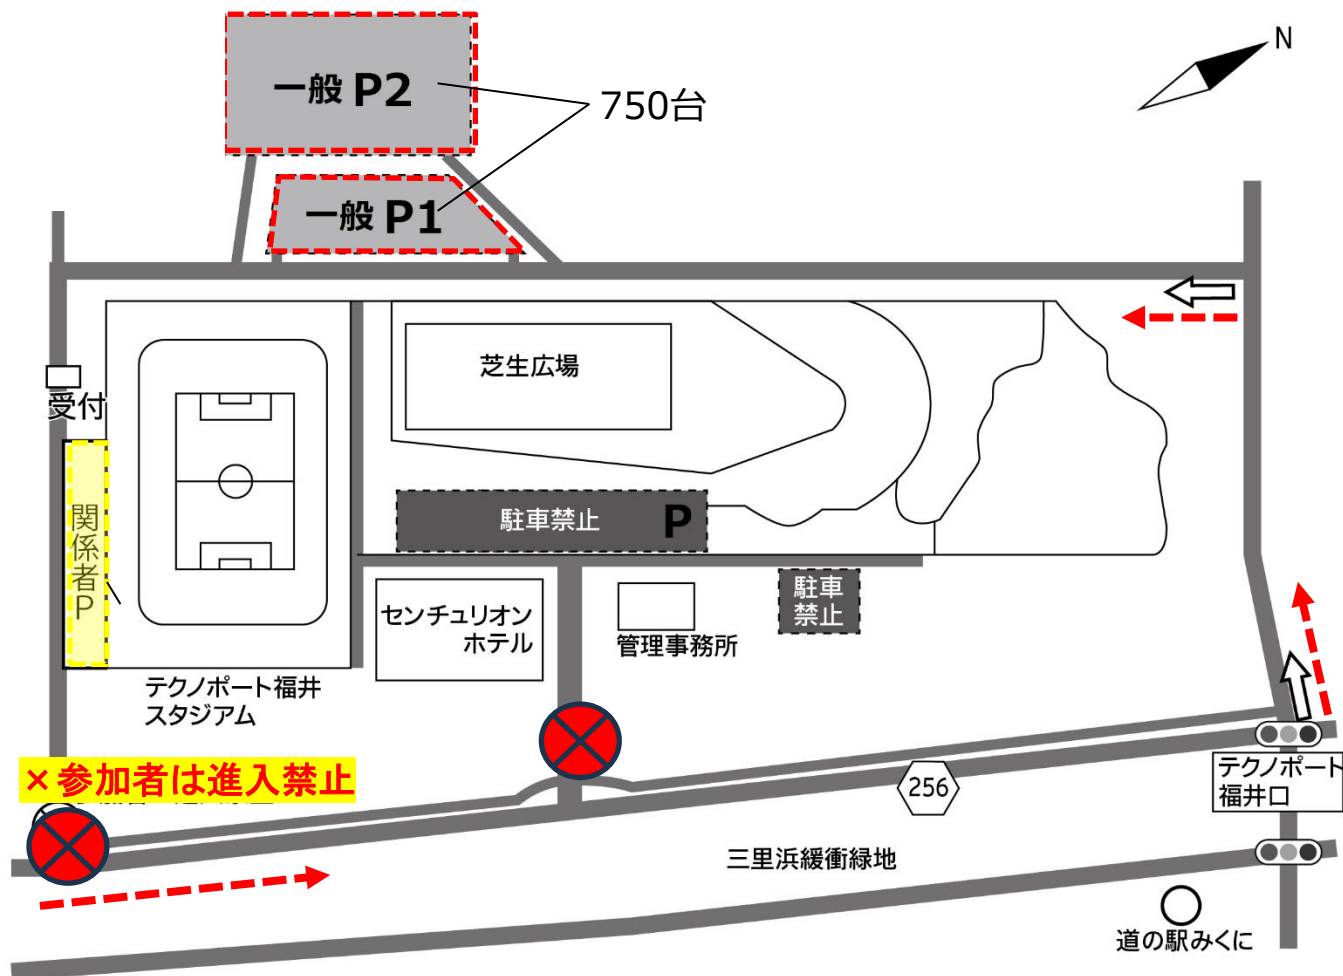 N
一般 P2
750台
一般 P1
芝生広場
受付
関係者P
駐車禁止 P
駐車
禁止
センチュリオン
ホテル
管理事務所
テクノポート福井
スタジアム
×参加者は進入禁止
256
テクノポート
福井口
三里浜緩衝緑地
道の駅みくに